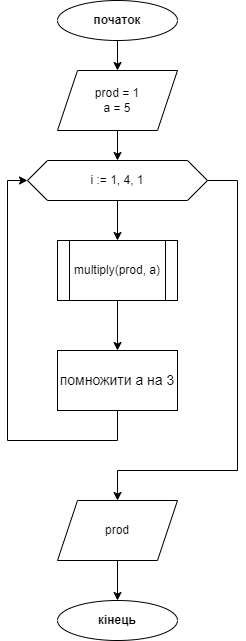 початок
prod = 1
a = 5
i := 1, 4, 1
multiply(prod, a)
помножити a на 3
prod
кінець